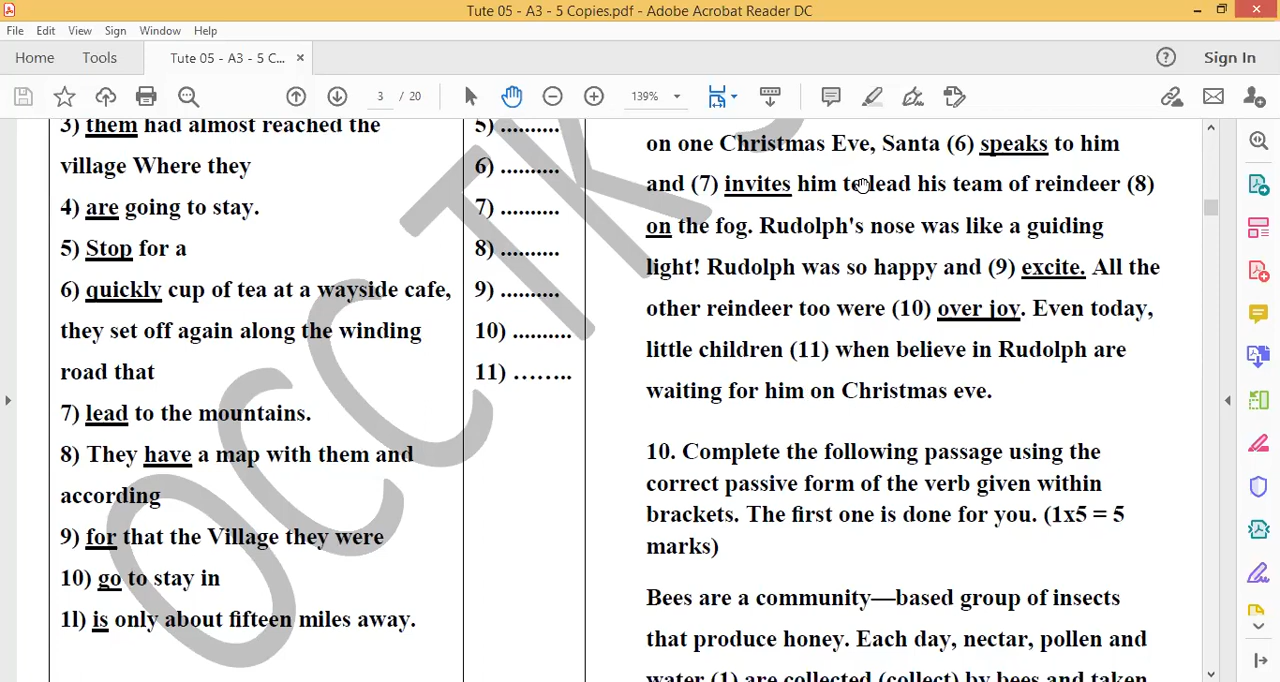 Tute 05 - A3 - 5 Copies.pdf - Adobe Acrobat Reader DC
File Edit View Sign Window Help
Home Tools Tute 05 - A3 - 5 C... × Sign In
3 / 20 139%
3) them had almost reached the
village Where they
4) are going to stay.
5) Stop for a
6) quickly cup of tea at a wayside cafe,
they set off again along the winding
road that
7) lead to the mountains.
8) They have a map with them and
according
9) for that the Village they were
10) go to stay in
1l) is only about fifteen miles away.
5) ..........
6) ..........
7) ..........
8) ..........
9) ..........
10) ..........
11) ……..
on one Christmas Eve, Santa (6) speaks to him
and (7) invites him to lead his team of reindeer (8)
on the fog. Rudolph's nose was like a guiding
light! Rudolph was so happy and (9) excite. All the
other reindeer too were (10) over joy. Even today,
little children (11) when believe in Rudolph are
waiting for him on Christmas eve.
10. Complete the following passage using the
correct passive form of the verb given within
brackets. The first one is done for you. (1x5 = 5
marks)
Bees are a community—based group of insects
that produce honey. Each day, nectar, pollen and
water (1) are collected (collect) by bees and taken